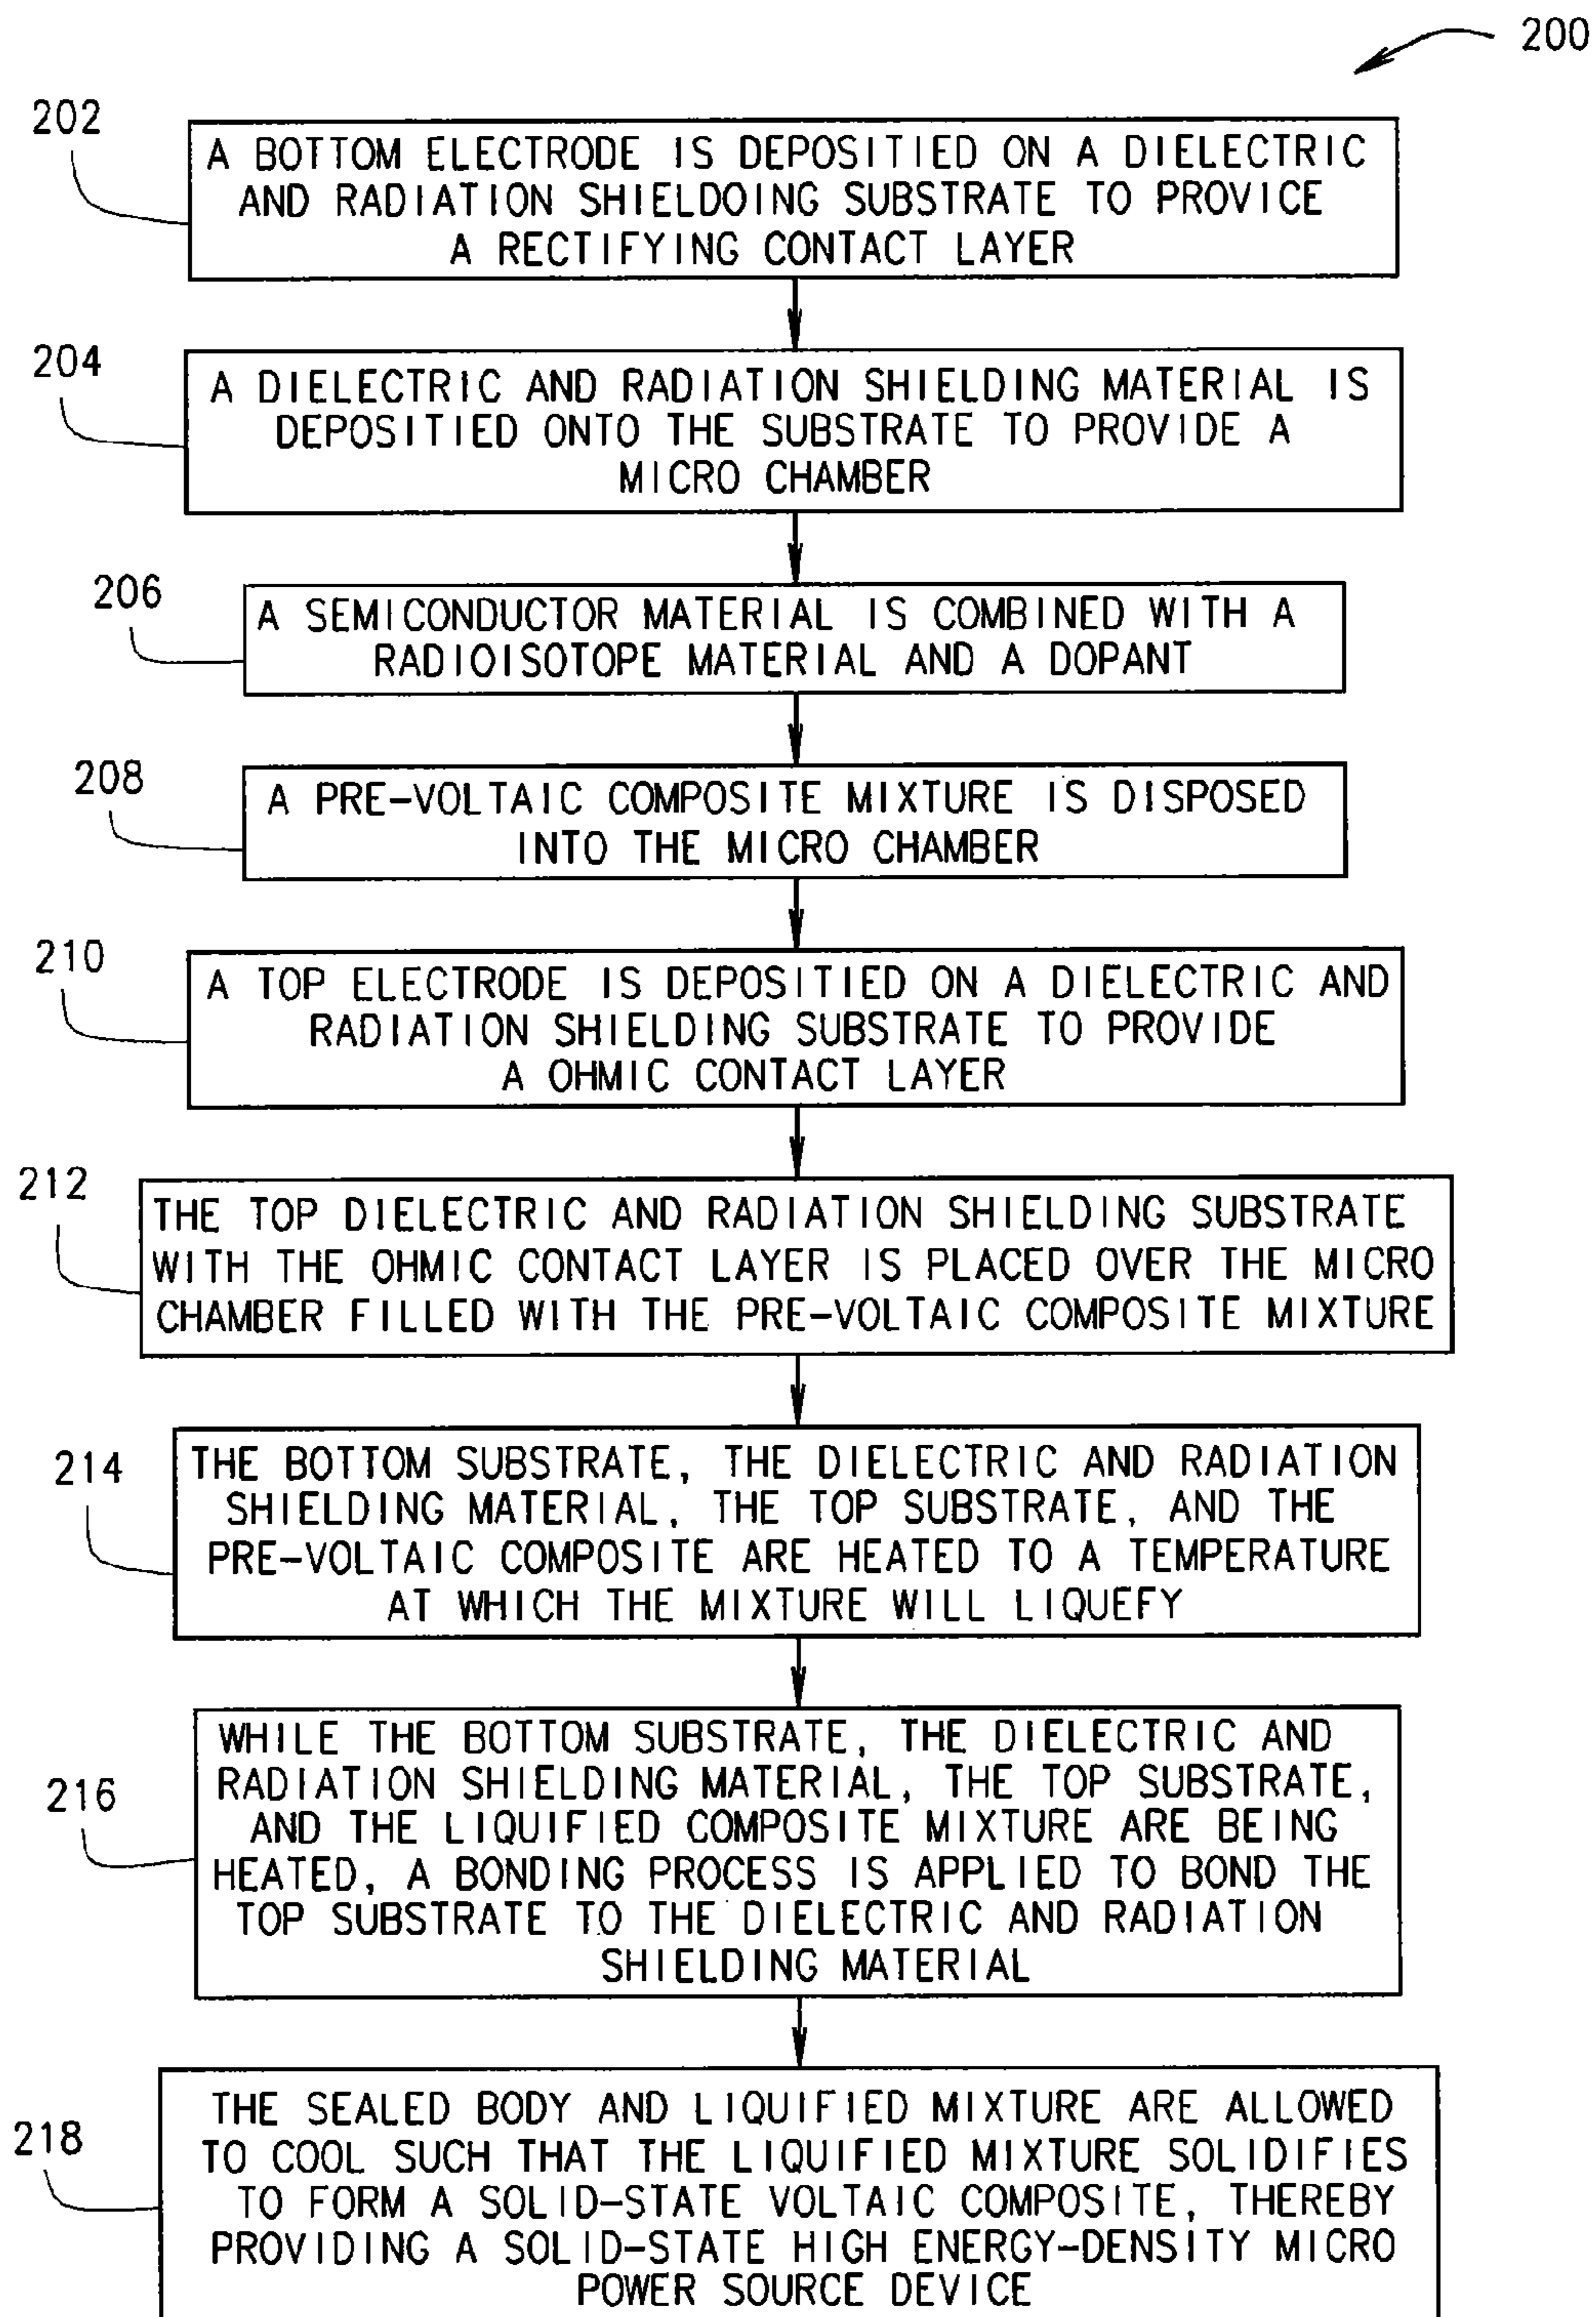 200
202
A BOTTOM ELECTRODE IS DEPOSITIED ON A DIELECTRIC
AND RADIATION SHIELDOING SUBSTRATE TO PROVICE
A RECTIFYING CONTACT LAYER
204
A DIELECTRIC AND RADIATION SHIELDING MATERIAL IS
DEPOSITIED ONTO THE SUBSTRATE TO PROVIDE A
MICRO CHAMBER
206
A SEMICONDUCTOR MATERIAL IS COMBINED WITH A
RADIOISOTOPE MATERIAL AND A DOPANT
208
A PRE-VOLTAIC COMPOSITE MIXTURE IS DISPOSED
INTO THE MICRO CHAMBER
210
A TOP ELECTRODE IS DEPOSITIED ON A DIELECTRIC AND
RADIATION SHIELDING SUBSTRATE TO PROVIDE
A OHMIC CONTACT LAYER
212
THE TOP DIELECTRIC AND RADIATION SHIELDING SUBSTRATE
WITH THE OHMIC CONTACT LAYER IS PLACED OVER THE MICRO
CHAMBER FILLED WITH THE PRE-VOLTAIC COMPOSITE MIXTURE
214
THE BOTTOM SUBSTRATE, THE DIELECTRIC AND RADIATION
SHIELDING MATERIAL, THE TOP SUBSTRATE, AND THE
PRE-VOLTAIC COMPOSITE ARE HEATED TO A TEMPERATURE
AT WHICH THE MIXTURE WILL LIQUEFY
216
WHILE THE BOTTOM SUBSTRATE, THE DIELECTRIC AND
RADIATION SHIELDING MATERIAL, THE TOP SUBSTRATE,
AND THE LIQUIFIED COMPOSITE MIXTURE ARE BEING
HEATED, A BONDING PROCESS IS APPLIED TO BOND THE
TOP SUBSTRATE TO THE DIELECTRIC AND RADIATION
SHIELDING MATERIAL
218
THE SEALED BODY AND LIQUIFIED MIXTURE ARE ALLOWED
TO COOL SUCH THAT THE LIQUIFIED MIXTURE SOLIDIFIES
TO FORM A SOLID-STATE VOLTAIC COMPOSITE, THEREBY
PROVIDING A SOLID-STATE HIGH ENERGY-DENSITY MICRO
POWER SOURCE DEVICE